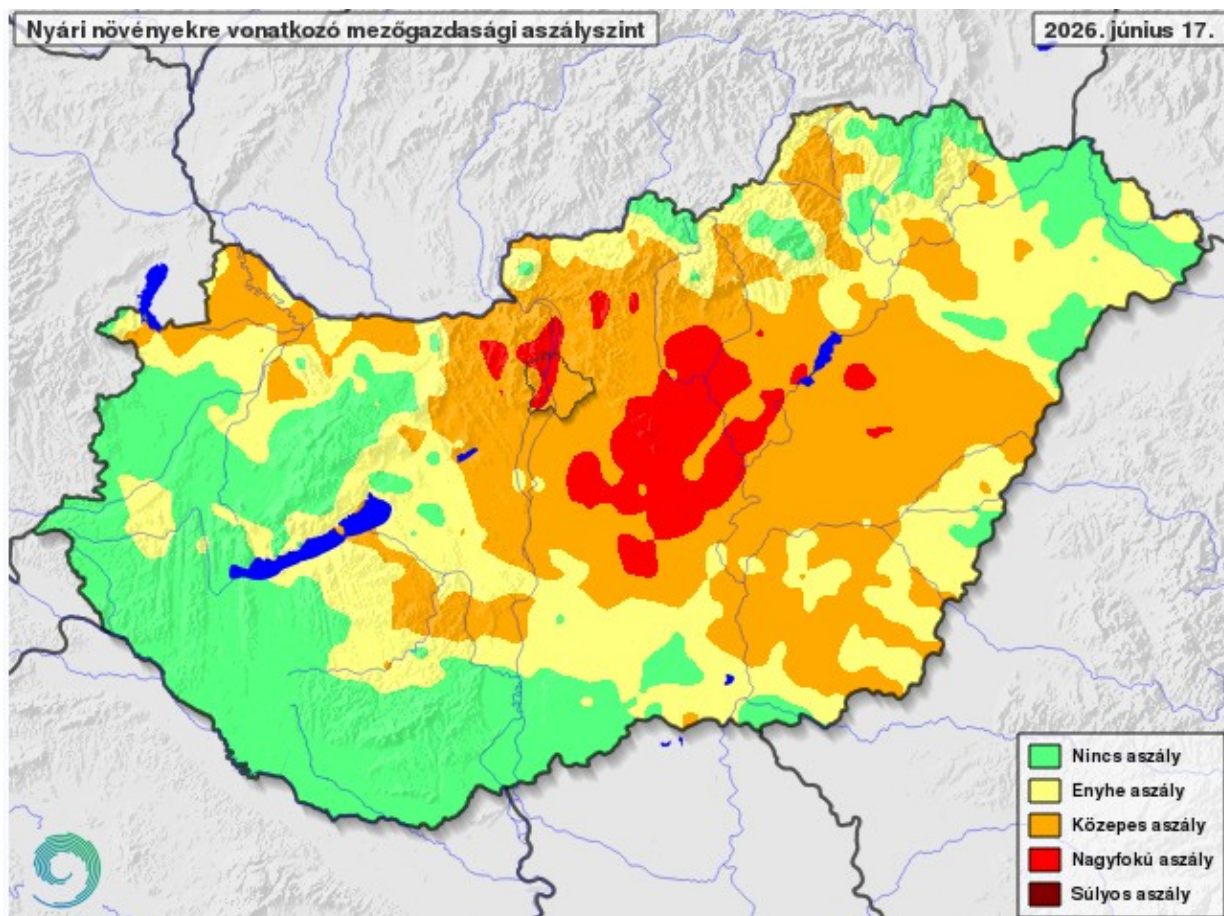 Nyári növényekre vonatkozó mezőgazdasági aszályszint
2026. június 17.
Nincs aszály
Enyhe aszály
Közepes aszály
Nagyfokú aszály
Súlyos aszály